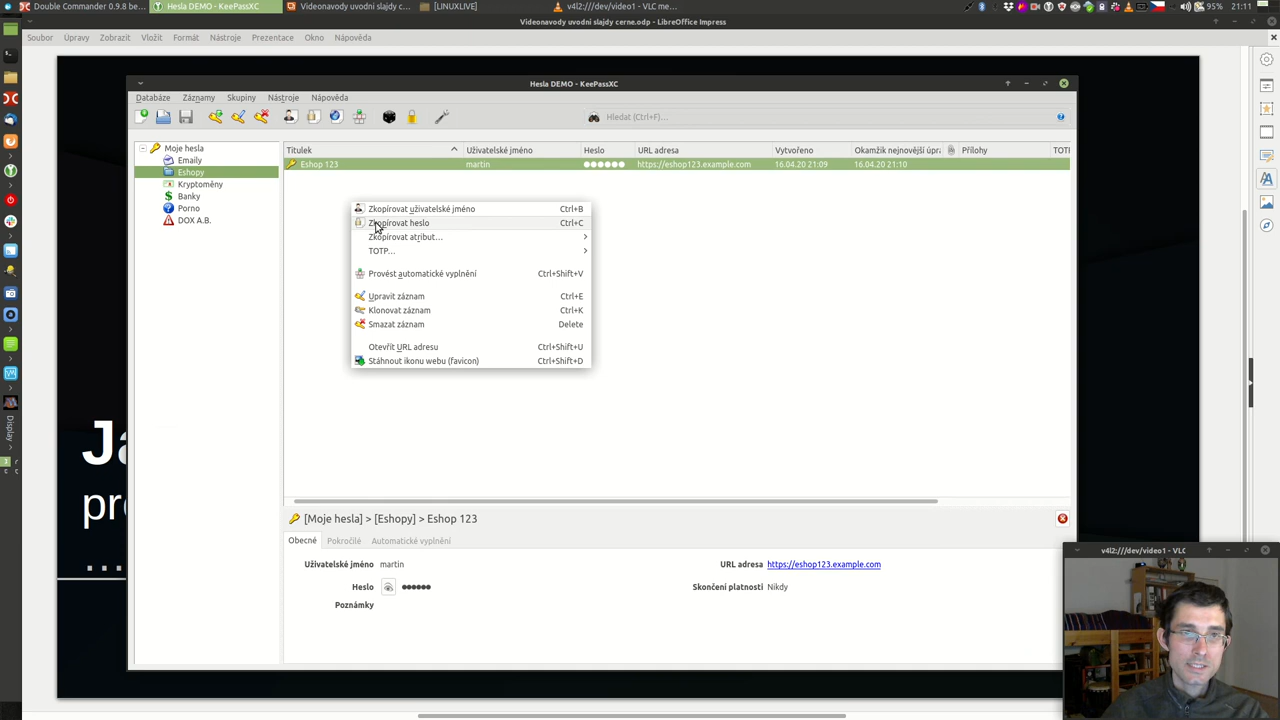 Double Commander 0.9.8 be...
Hesla DEMO - KeePassXC
Videonavody uvodni slajdy c...
[LINUXLIVE]
v4l2:///dev/video1 - VLC me...
95%
21:11
Videonavody uvodni slajdy cerne.odp - LibreOffice Impress
Soubor Úpravy Zobrazit Vložit Formát Nástroje Prezentace Okno Nápověda
Hesla DEMO - KeePassXC
Databáze Záznamy Skupiny Nástroje Nápověda
Hledat (Ctrl+F)...
Moje hesla
Emaily
Eshopy
Kryptoměny
Banky
Porno
DOX A.B.
Titulek Uživatelské jméno Heslo URL adresa Vytvořeno Okamžik nejnovější úpra Přílohy TOTP
Eshop 123 martin ●●●●●● https://eshop123.example.com 16.04.20 21:09 16.04.20 21:10
Zkopírovat uživatelské jméno Ctrl+B
Zkopírovat heslo Ctrl+C
Zkopírovat atribut...
TOTP...
Provést automatické vyplnění Ctrl+Shift+V
Upravit záznam Ctrl+E
Klonovat záznam Ctrl+K
Smazat záznam Delete
Otevřít URL adresu Ctrl+Shift+U
Stáhnout ikonu webu (favicon) Ctrl+Shift+D
Display
Ja
pro
...
[Moje hesla] > [Eshopy] > Eshop 123
Obecné Pokročilé Automatické vyplnění
Uživatelské jméno martin
URL adresa https://eshop123.example.com
Heslo ●●●●●●
Skončení platnosti Nikdy
Poznámky
v4l2:///dev/video1 - VLC